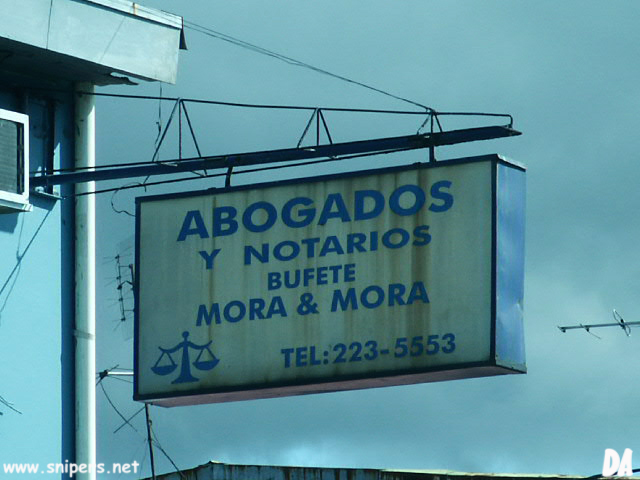 ABOGADOS
Y NOTARIOS
BUFETE
MORA & MORA
TEL: 223-5553
www.snipers.net
DA